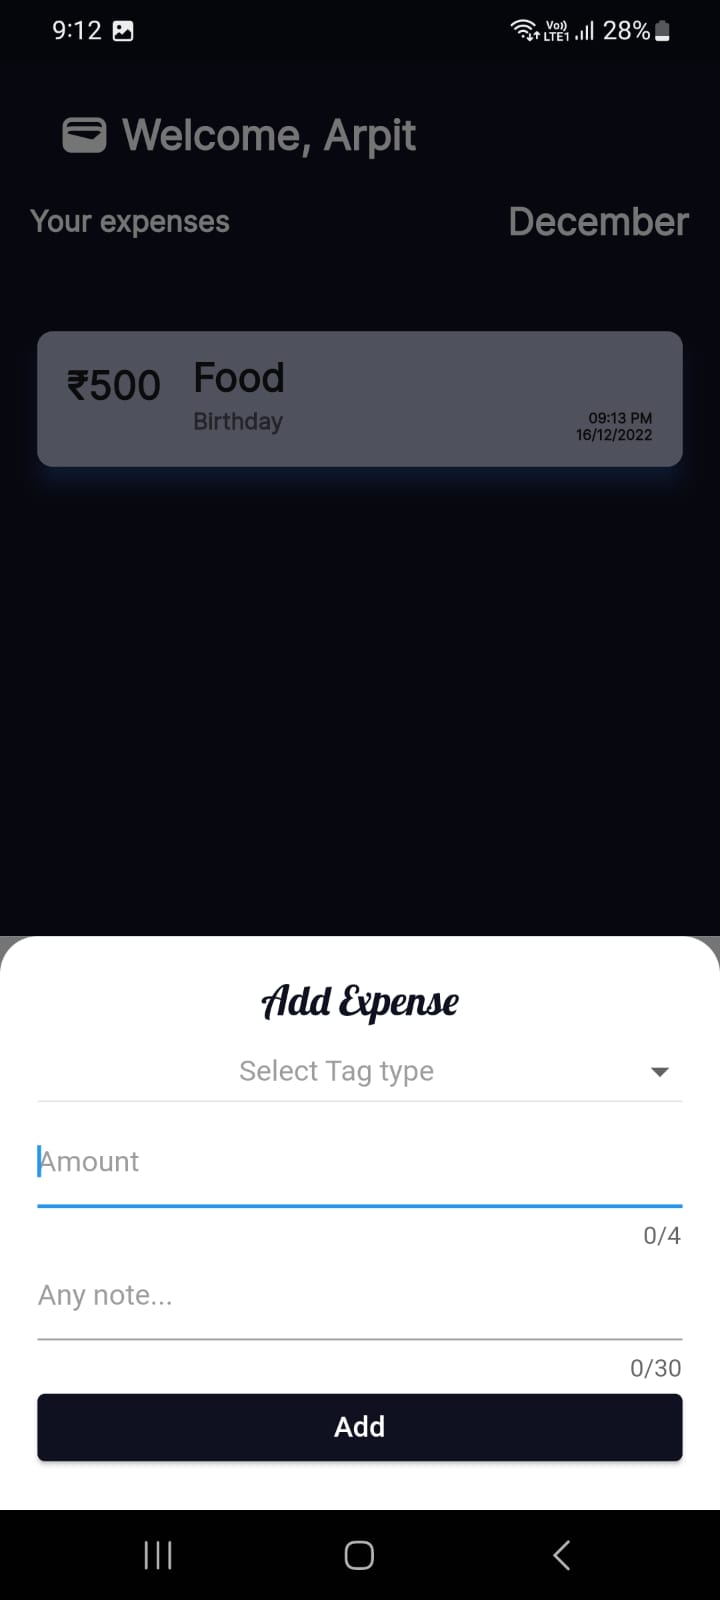 9:12
Vo))
LTE1
28%
Welcome, Arpit
Your expenses
December
₹500
Food
Birthday
09:13 PM
16/12/2022
Add Expense
Select Tag type
Amount
0/4
Any note...
0/30
Add